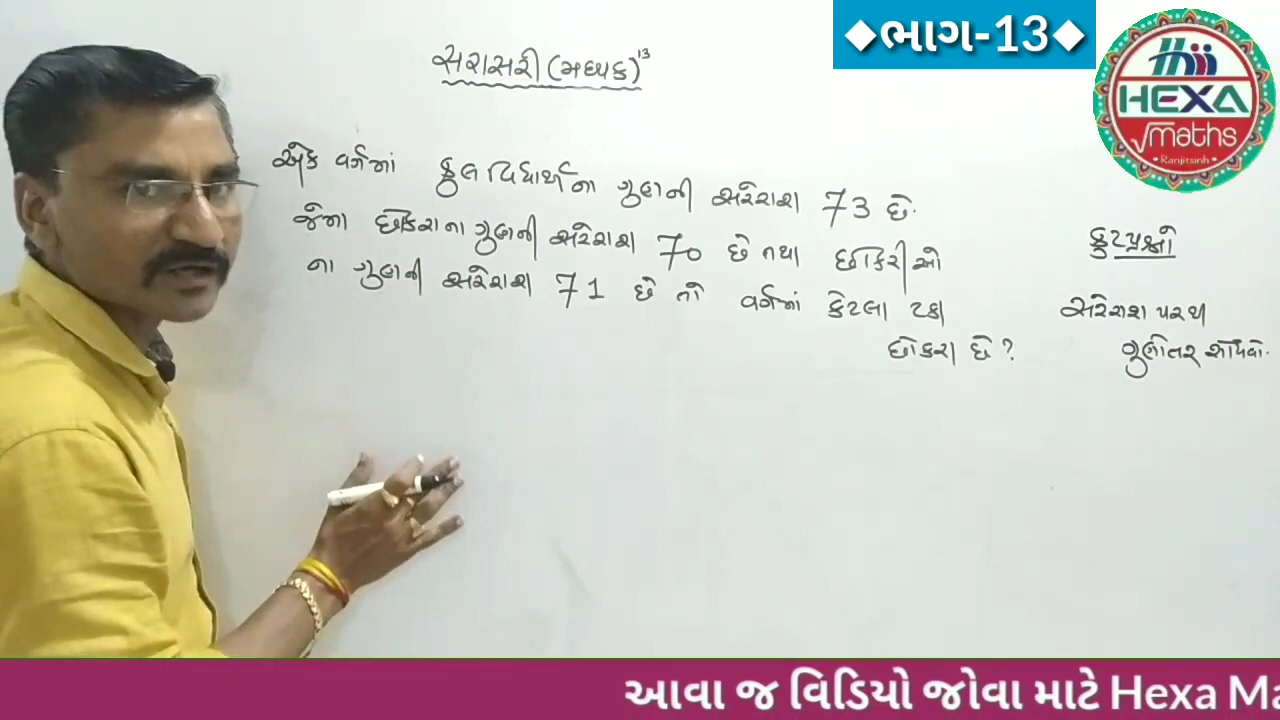 ◆ભાગ-13◆
HEXA
maths
Ranjitsinh
સરાસરી (મધ્યક) 13
એક વર્ગમાં કુલ વિધાર્થીના ગુણની સરેરાશ 73 છે.
જેમા છોકરાના ગુણની સરેરાશ 70 છે તથા છોકરીઓ
ના ગુણની સરેરાશ 71 છે તો વર્ગમાં કેટલા ટકા
છોકરા છે ?
કુટપ્રશ્નો
સરેરાશ પરથી
ગુણોતર શોધવો.
આવા જ વિડિયો જોવા માટે Hexa Ma